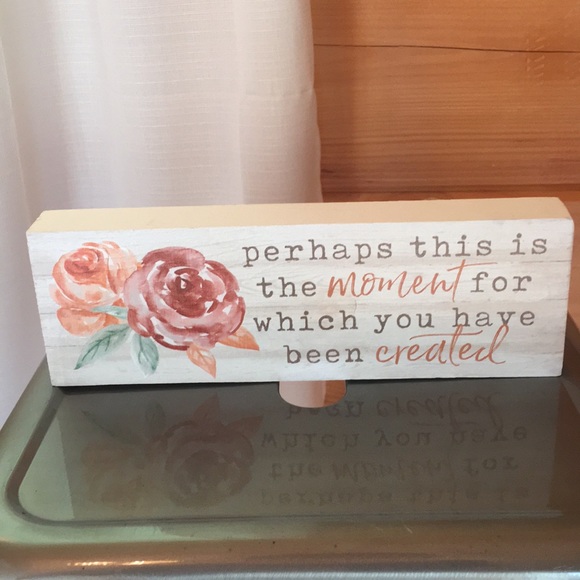 perhaps this is
the moment for
which you have
been created